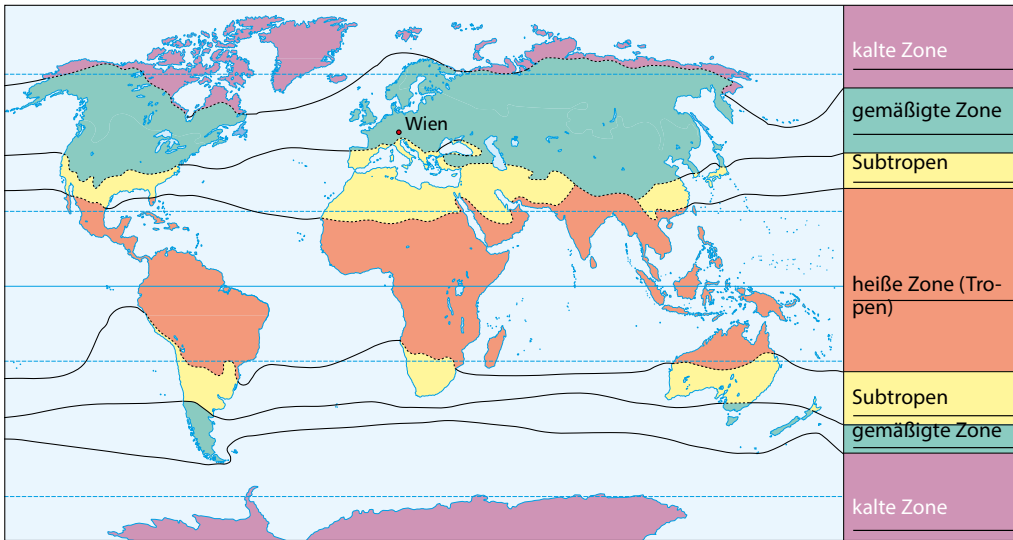 kalte Zone
gemäßigte Zone
Wien
Subtropen
heiße Zone (Tro-
pen)
Subtropen
gemäßigte Zone
kalte Zone